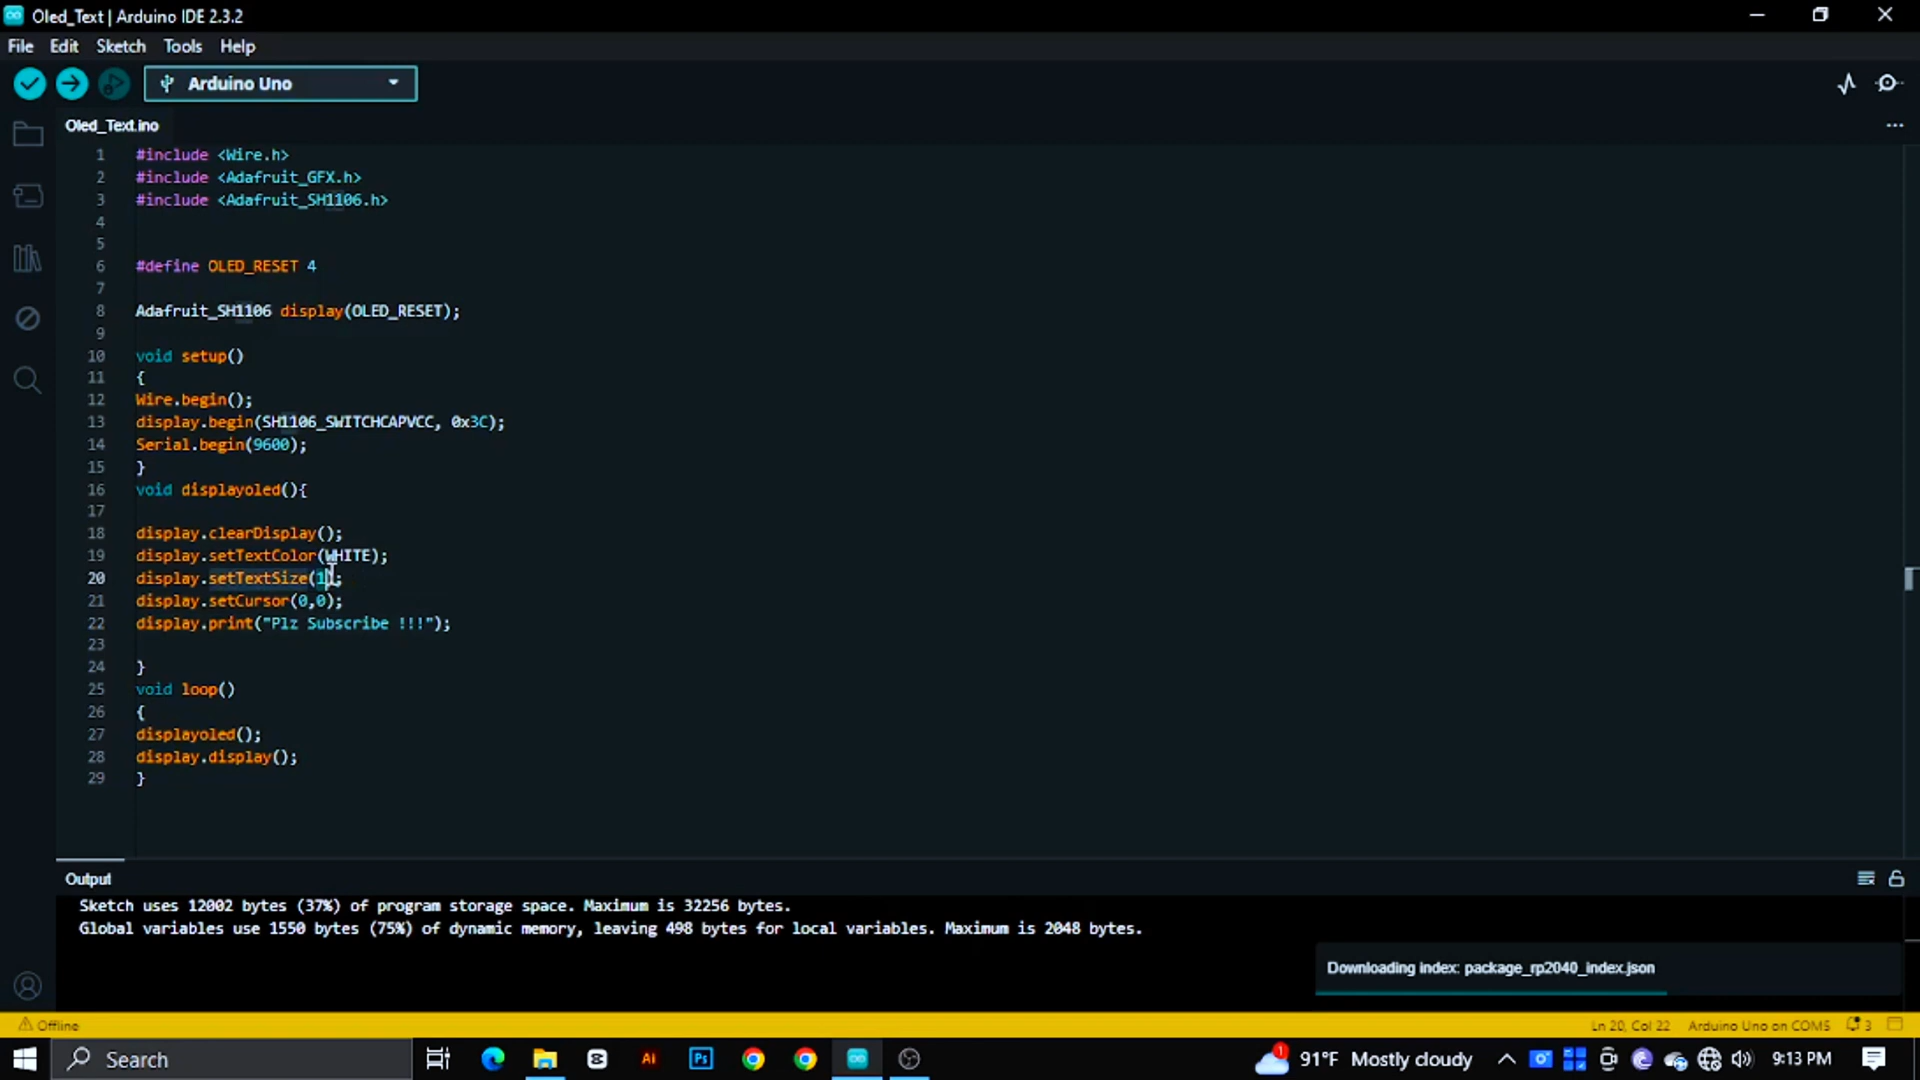 Oled_Text | Arduino IDE 2.3.2
File Edit Sketch Tools Help
Arduino Uno
Oled_Text.ino
1 #include <Wire.h>
2 #include <Adafruit_GFX.h>
3 #include <Adafruit_SH1106.h>
4
5
6 #define OLED_RESET 4
7
8 Adafruit_SH1106 display(OLED_RESET);
9
10 void setup()
11 {
12 Wire.begin();
13 display.begin(SH1106_SWITCHCAPVCC, 0x3C);
14 Serial.begin(9600);
15 }
16 void displayoled(){
17
18 display.clearDisplay();
19 display.setTextColor(WHITE);
20 display.setTextSize(1);
21 display.setCursor(0,0);
22 display.print("Plz Subscribe !!!");
23
24 }
25 void loop()
26 {
27 displayoled();
28 display.display();
29 }
Output
Sketch uses 12002 bytes (37%) of program storage space. Maximum is 32256 bytes.
Global variables use 1550 bytes (75%) of dynamic memory, leaving 498 bytes for local variables. Maximum is 2048 bytes.
Downloading index: package_rp2040_index.json
Offline
Ln 20, Col 22 Arduino Uno on COM5 3
Search Ai Ps 1 91°F Mostly cloudy 9:13 PM